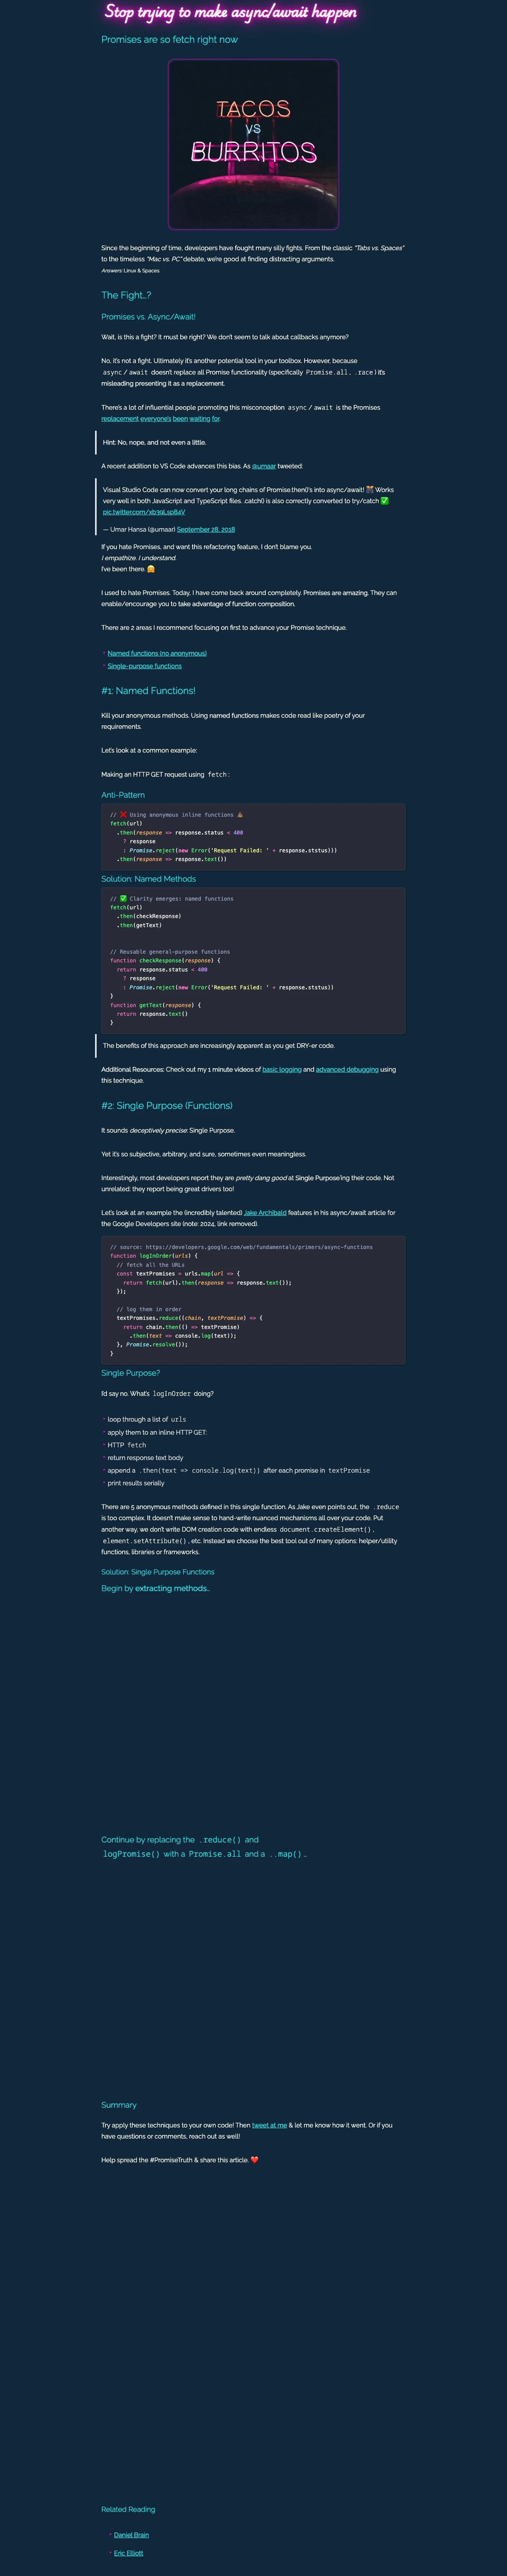 Stop trying to make async/await happen
Promises are so fetch right now
TACOS
VS
BURRITOS
Since the beginning of time, developers have fought many silly fights. From the classic "Tabs vs. Spaces"
to the timeless "Mac vs. PC" debate, we're good at finding distracting arguments.
Answers: Linux & Spaces.
The Fight…?
Promises vs. Async/Await!
Wait, is this a fight? It must be right? We don't seem to talk about callbacks anymore?
No, it's not a fight. Ultimately it's another potential tool in your toolbox. However, because
async / await doesn't replace all Promise functionality (specifically Promise.all, .race) it's
misleading presenting it as a replacement.
There's a lot of influential people promoting this misconception async / await is the Promises
replacement everyone's been waiting for.
Hint: No, nope, and not even a little.
A recent addition to VS Code advances this bias. As @umaar tweeted:
Visual Studio Code can now convert your long chains of Promise.then()'s into async/await! 🎊 Works
very well in both JavaScript and TypeScript files. .catch() is also correctly converted to try/catch ✅
pic.twitter.com/xb39Lsp84V
— Umar Hansa (@umaar) September 28, 2018
If you hate Promises, and want this refactoring feature, I don't blame you.
I empathize. I understand.
I've been there. 🤗
I used to hate Promises. Today, I have come back around completely. Promises are amazing. They can
enable/encourage you to take advantage of function composition.
There are 2 areas I recommend focusing on first to advance your Promise technique.
Named functions (no anonymous)
Single-purpose functions
#1: Named Functions!
Kill your anonymous methods. Using named functions makes code read like poetry of your
requirements.
Let's look at a common example:
Making an HTTP GET request using fetch:
Anti-Pattern
// ❌ Using anonymous inline functions 💩
fetch(url)
.then(response => response.status < 400
? response
: Promise.reject(new Error('Request Failed: ' + response.ststus)))
.then(response => response.text())
Solution: Named Methods
// ✅ Clarity emerges: named functions
fetch(url)
.then(checkResponse)
.then(getText)
// Reusable general-purpose functions
function checkResponse(response) {
return response.status < 400
? response
: Promise.reject(new Error('Request Failed: ' + response.ststus))
}
function getText(response) {
return response.text()
}
The benefits of this approach are increasingly apparent as you get DRY-er code.
Additional Resources: Check out my 1 minute videos of basic logging and advanced debugging using
this technique.
#2: Single Purpose (Functions)
It sounds deceptively precise: Single Purpose.
Yet it's so subjective, arbitrary, and sure, sometimes even meaningless.
Interestingly, most developers report they are pretty dang good at Single Purpose'ing their code. Not
unrelated: they report being great drivers too!
Let's look at an example the (incredibly talented) Jake Archibald features in his async/await article for
the Google Developers site (note: 2024, link removed).
// source: https://developers.google.com/web/fundamentals/primers/async-functions
function logInOrder(urls) {
// fetch all the URLs
const textPromises = urls.map(url => {
return fetch(url).then(response => response.text());
});
// log them in order
textPromises.reduce((chain, textPromise) => {
return chain.then(() => textPromise)
.then(text => console.log(text));
}, Promise.resolve());
}
Single Purpose?
I'd say no. What's logInOrder doing?
loop through a list of urls
apply them to an inline HTTP GET:
HTTP fetch
return response text body
append a .then(text => console.log(text)) after each promise in textPromise
print results serially
There are 5 anonymous methods defined in this single function. As Jake even points out, the .reduce
is too complex. It doesn't make sense to hand-write nuanced mechanisms all over your code. Put
another way, we don't write DOM creation code with endless document.createElement(),
element.setAttribute(), etc. Instead we choose the best tool out of many options: helper/utility
functions, libraries or frameworks.
Solution: Single Purpose Functions
Begin by extracting methods…
Continue by replacing the .reduce() and
logPromise() with a Promise.all and a ..map()…
Summary
Try apply these techniques to your own code! Then tweet at me & let me know how it went. Or if you
have questions or comments, reach out as well!
Help spread the #PromiseTruth & share this article. ❤️
Related Reading
Daniel Brain
Eric Elliott